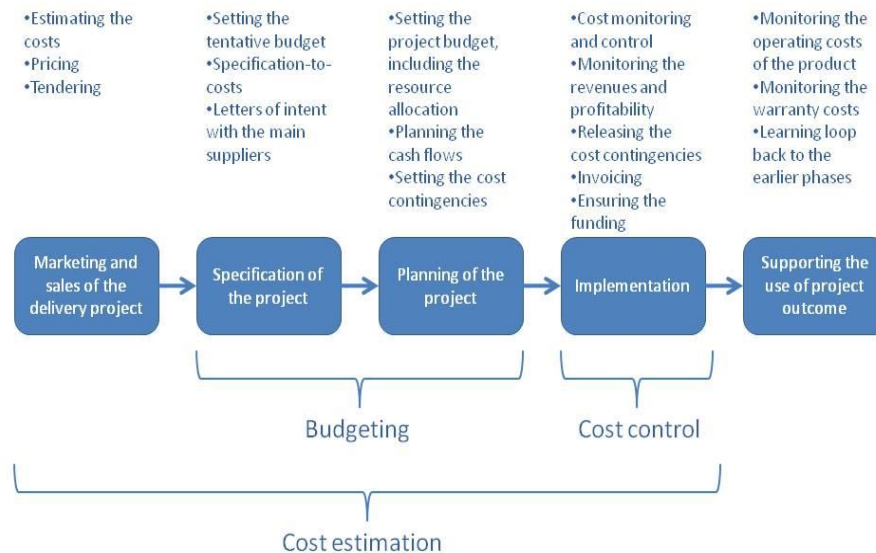 •Estimating the
costs
•Pricing
•Tendering
•Setting the
tentative budget
•Specification-to-
costs
•Letters of intent
with the main
suppliers
•Setting the
project budget,
including the
resource
allocation
•Planning the
cash flows
•Setting the cost
contingencies
•Cost monitoring
and control
•Monitoring the
revenues and
profitability
•Releasing the
cost contingencies
•Invoicing
•Ensuring the
funding
•Monitoring the
operating costs
of the product
•Monitoring the
warranty costs
•Learning loop
back to the
earlier phases
Marketing and
sales of the
delivery project
Specification of
the project
Planning of the
project
Implementation
Supporting the
use of project
outcome
Budgeting
Cost control
Cost estimation